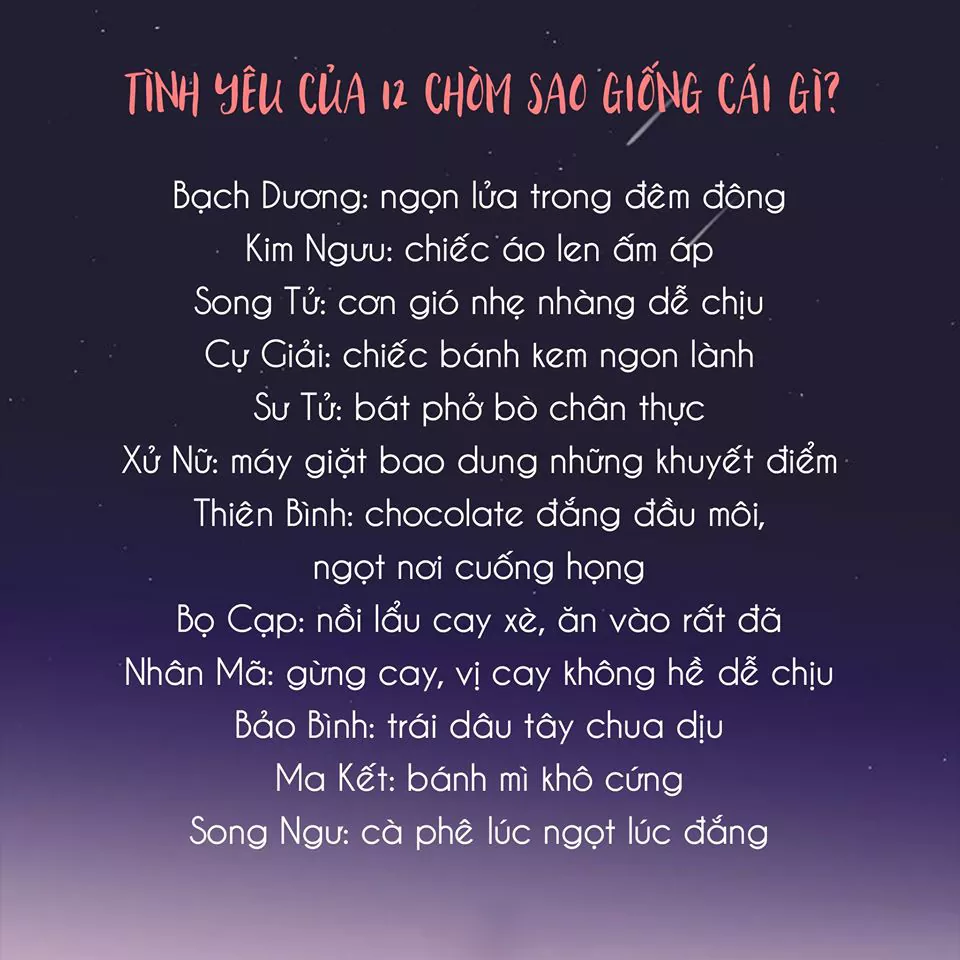 TÌNH YÊU CỦA 12 CHÒM SAO GIỐNG CÁI GÌ?
Bạch Dương: ngọn lửa trong đêm đông
Kim Ngưu: chiếc áo len ấm áp
Song Tử: cơn gió nhẹ nhàng dễ chịu
Cự Giải: chiếc bánh kem ngon lành
Sư Tử: bát phở bò chân thực
Xử Nữ: máy giặt bao dung những khuyết điểm
Thiên Bình: chocolate đắng đầu môi,
ngọt nơi cuống họng
Bọ Cạp: nồi lẩu cay xè, ăn vào rất đã
Nhân Mã: gừng cay, vị cay không hề dễ chịu
Bảo Bình: trái dâu tây chua dịu
Ma Kết: bánh mì khô cứng
Song Ngư: cà phê lúc ngọt lúc đắng